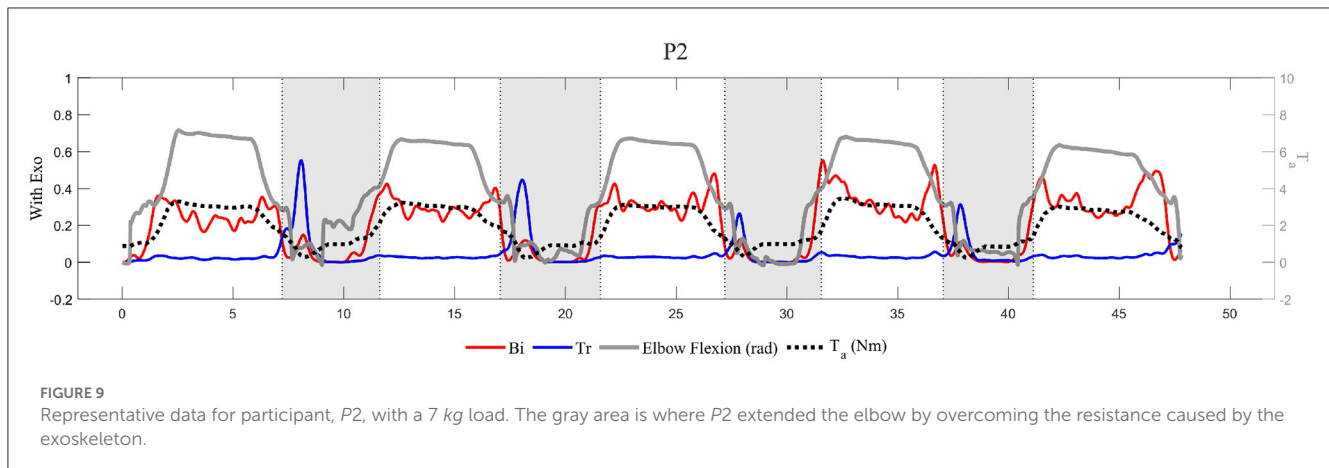 P2
1
0.8
0.6
0.4
0.2
0
-0.2
With Exo
10
8
6
4
2
0
-2
T_a
0 5 10 15 20 25 30 35 40 45 50
Bi Tr Elbow Flexion (rad) T_a (Nm)
FIGURE 9
Representative data for participant, P2, with a 7 kg load. The gray area is where P2 extended the elbow by overcoming the resistance caused by the
exoskeleton.